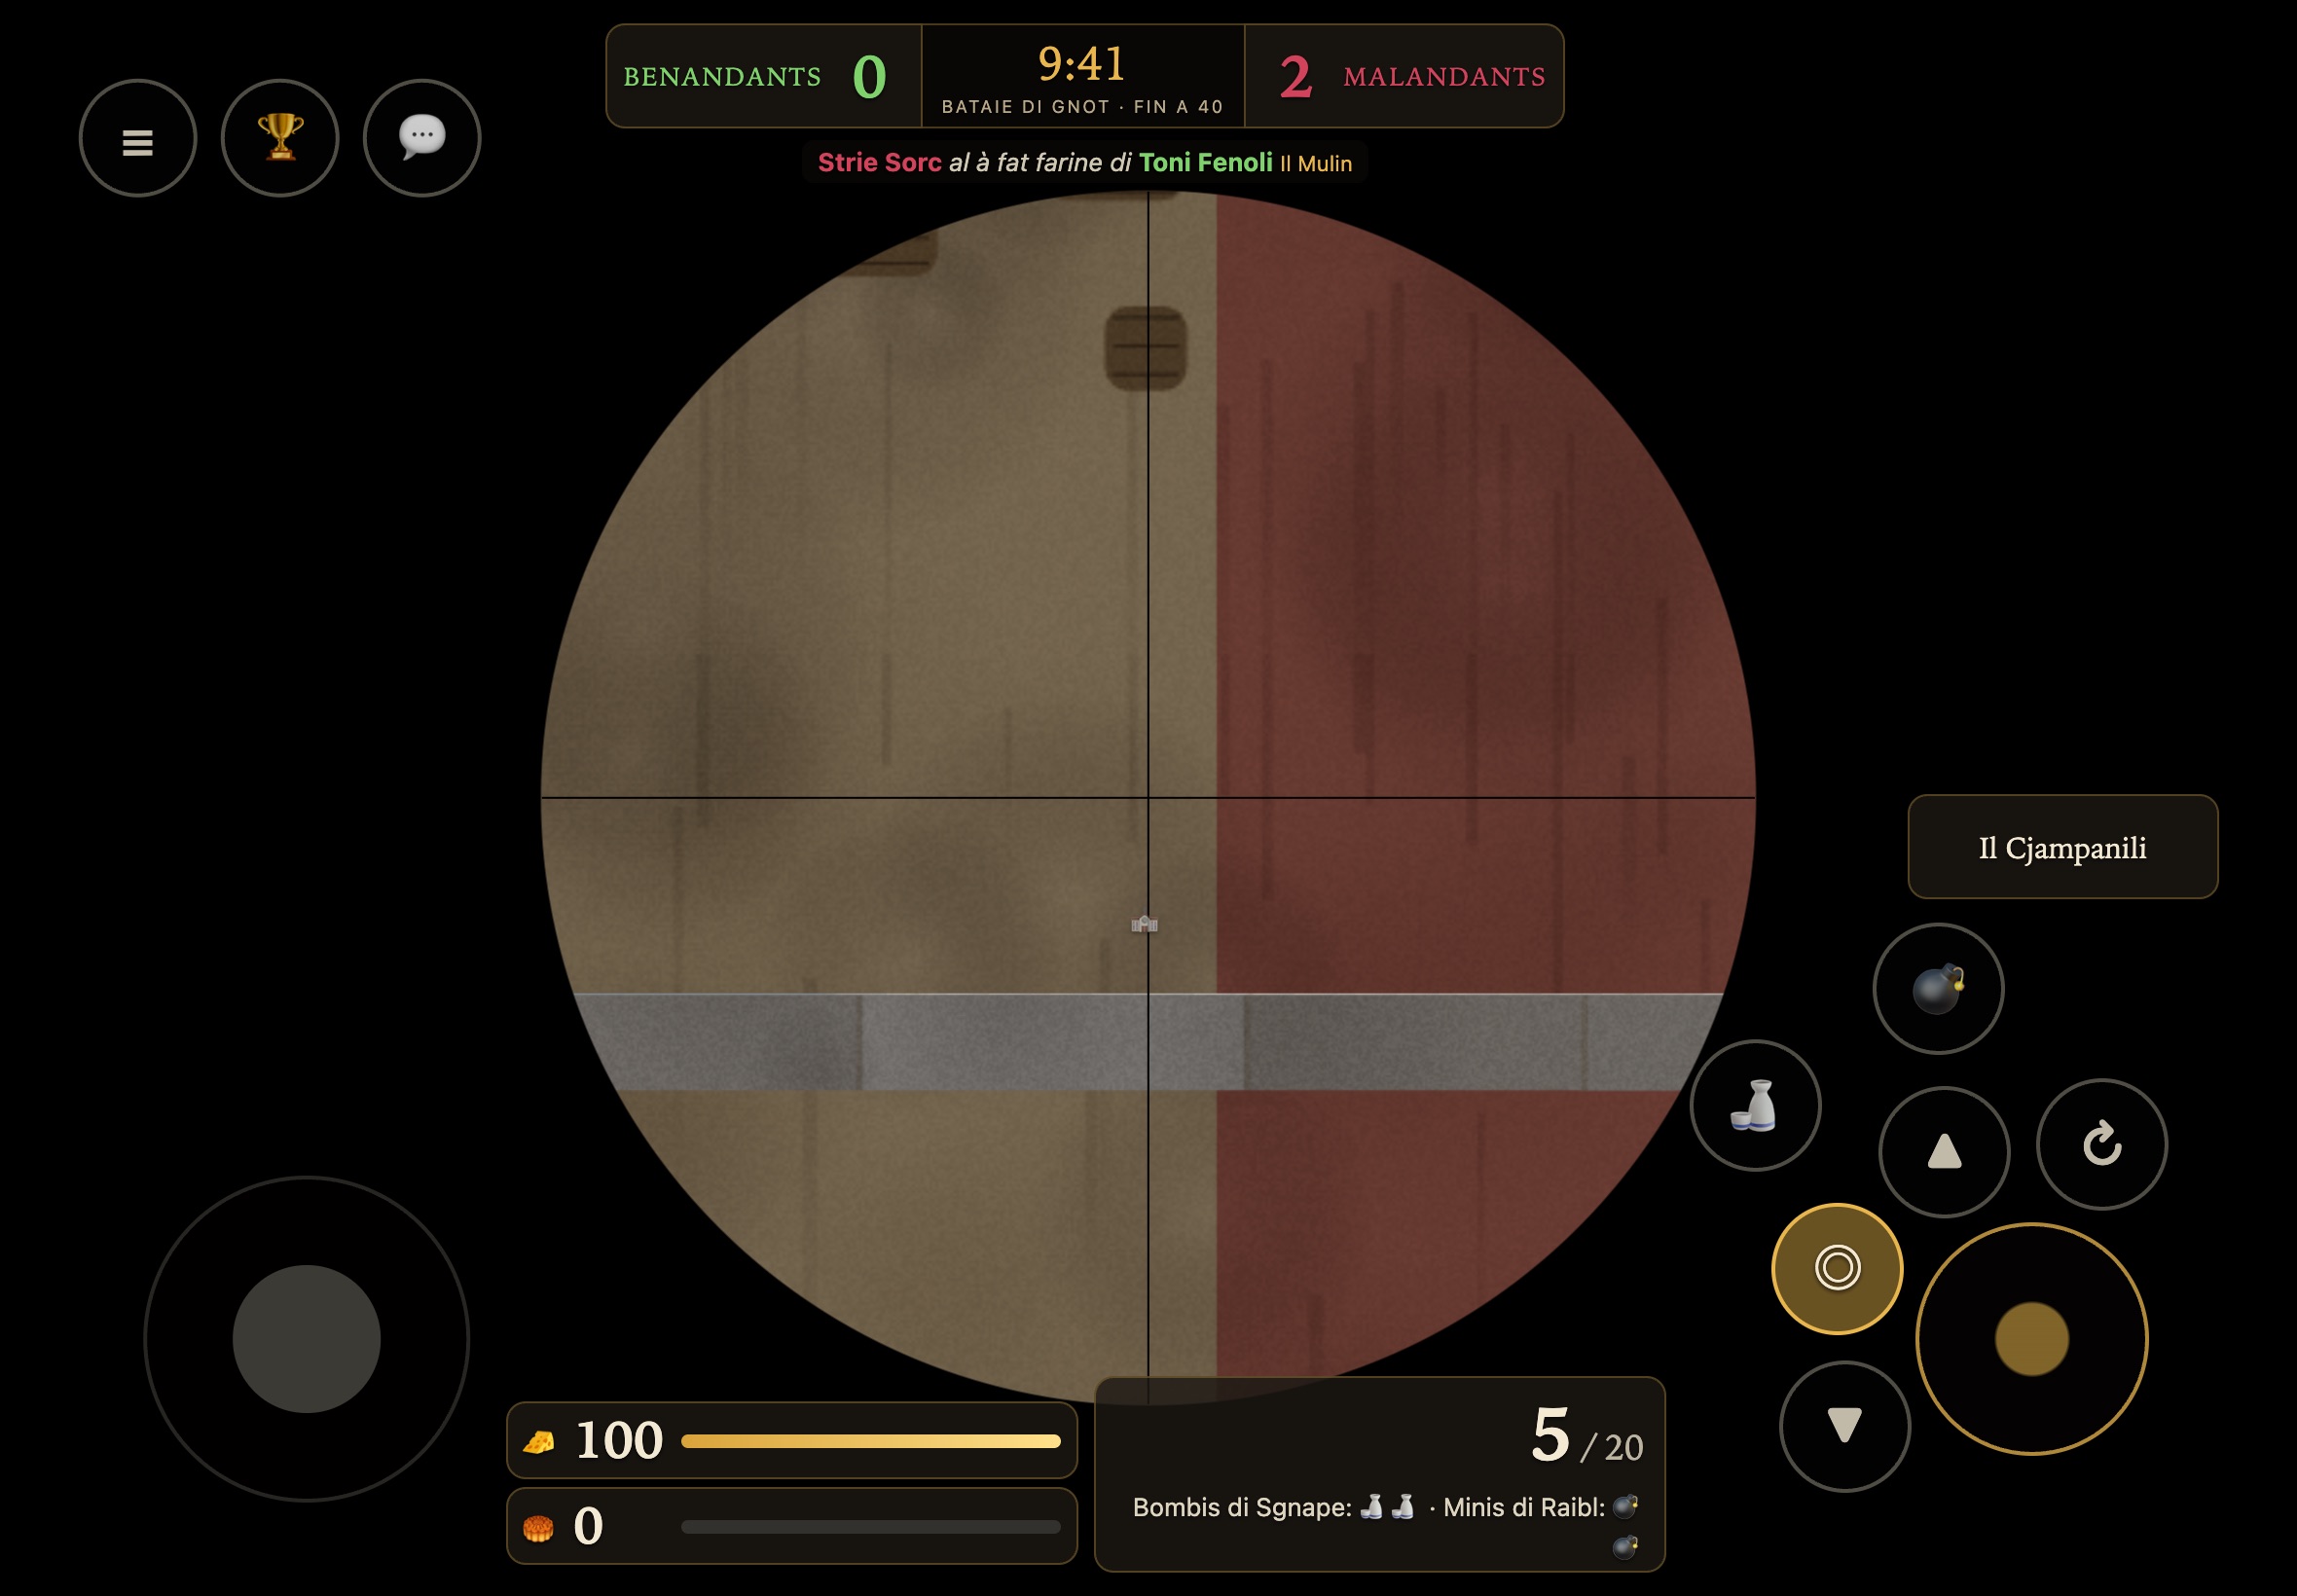 BENANDANTS 0
9:41
BATAIE DI GNOT · FIN A 40
2 MALANDANTS
Strie Sorc al à fat farine di Toni Fenoli Il Mulin
Il Cjampanili
100
0
5 / 20
Bombis di Sgnape: · Minis di Raibl: